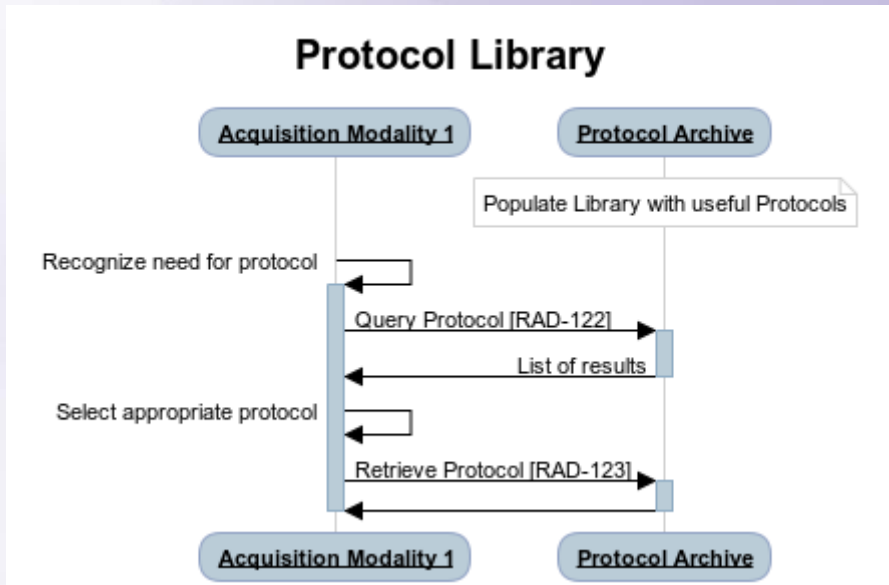 Protocol Library
Acquisition Modality 1
Protocol Archive
Populate Library with useful Protocols
Recognize need for protocol
Query Protocol [RAD-122]
List of results
Select appropriate protocol
Retrieve Protocol [RAD-123]
Acquisition Modality 1
Protocol Archive